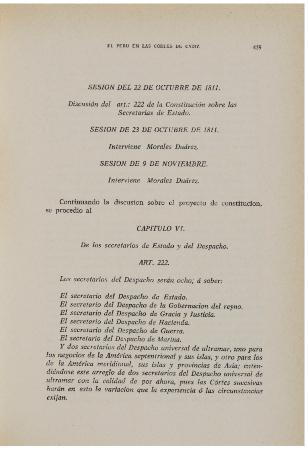 EL PERU EN LAS CORTES DE CADIZ 459
SESION DEL 22 DE OCTUBRE DE 1811.
Discusión del art.: 222 de la Constitución sobre las
Secretarías de Estado.
SESION DE 23 DE OCTUBRE DE 1811.
Interviene Morales Duárez.
SESION DE 9 DE NOVIEMBRE.
Interviene Morales Duárez.
Continuando la discusion sobre el proyecto de constitucion,
se procedio al
CAPITULO VI.
De los secretarios de Estado y del Despacho.
ART. 222.
Los secretarios del Despacho serán ocho; á saber:
El secretario del Despacho de Estado.
El secretario del Despacho de la Gobernacion del reyno.
El secretario del Despacho de Gracia y Justicia.
El secretario del Despacho de Hacienda.
El secretario del Despacho de Guerra.
El secretario del Despacho de Marina.
Y dos secretarios del Despacho universal de ultramar, uno para
los negocios de la América septentrional y sus islas, y otro para los
de la América meridional, sus islas y provincias de Asia; enten-
diéndose este arreglo de dos secretarios del Despacho universal de
ultramar con la calidad de por ahora, pues las Córtes sucesivas
harán en esto la variacion que la experiencia ó las circunstancias
exijan.